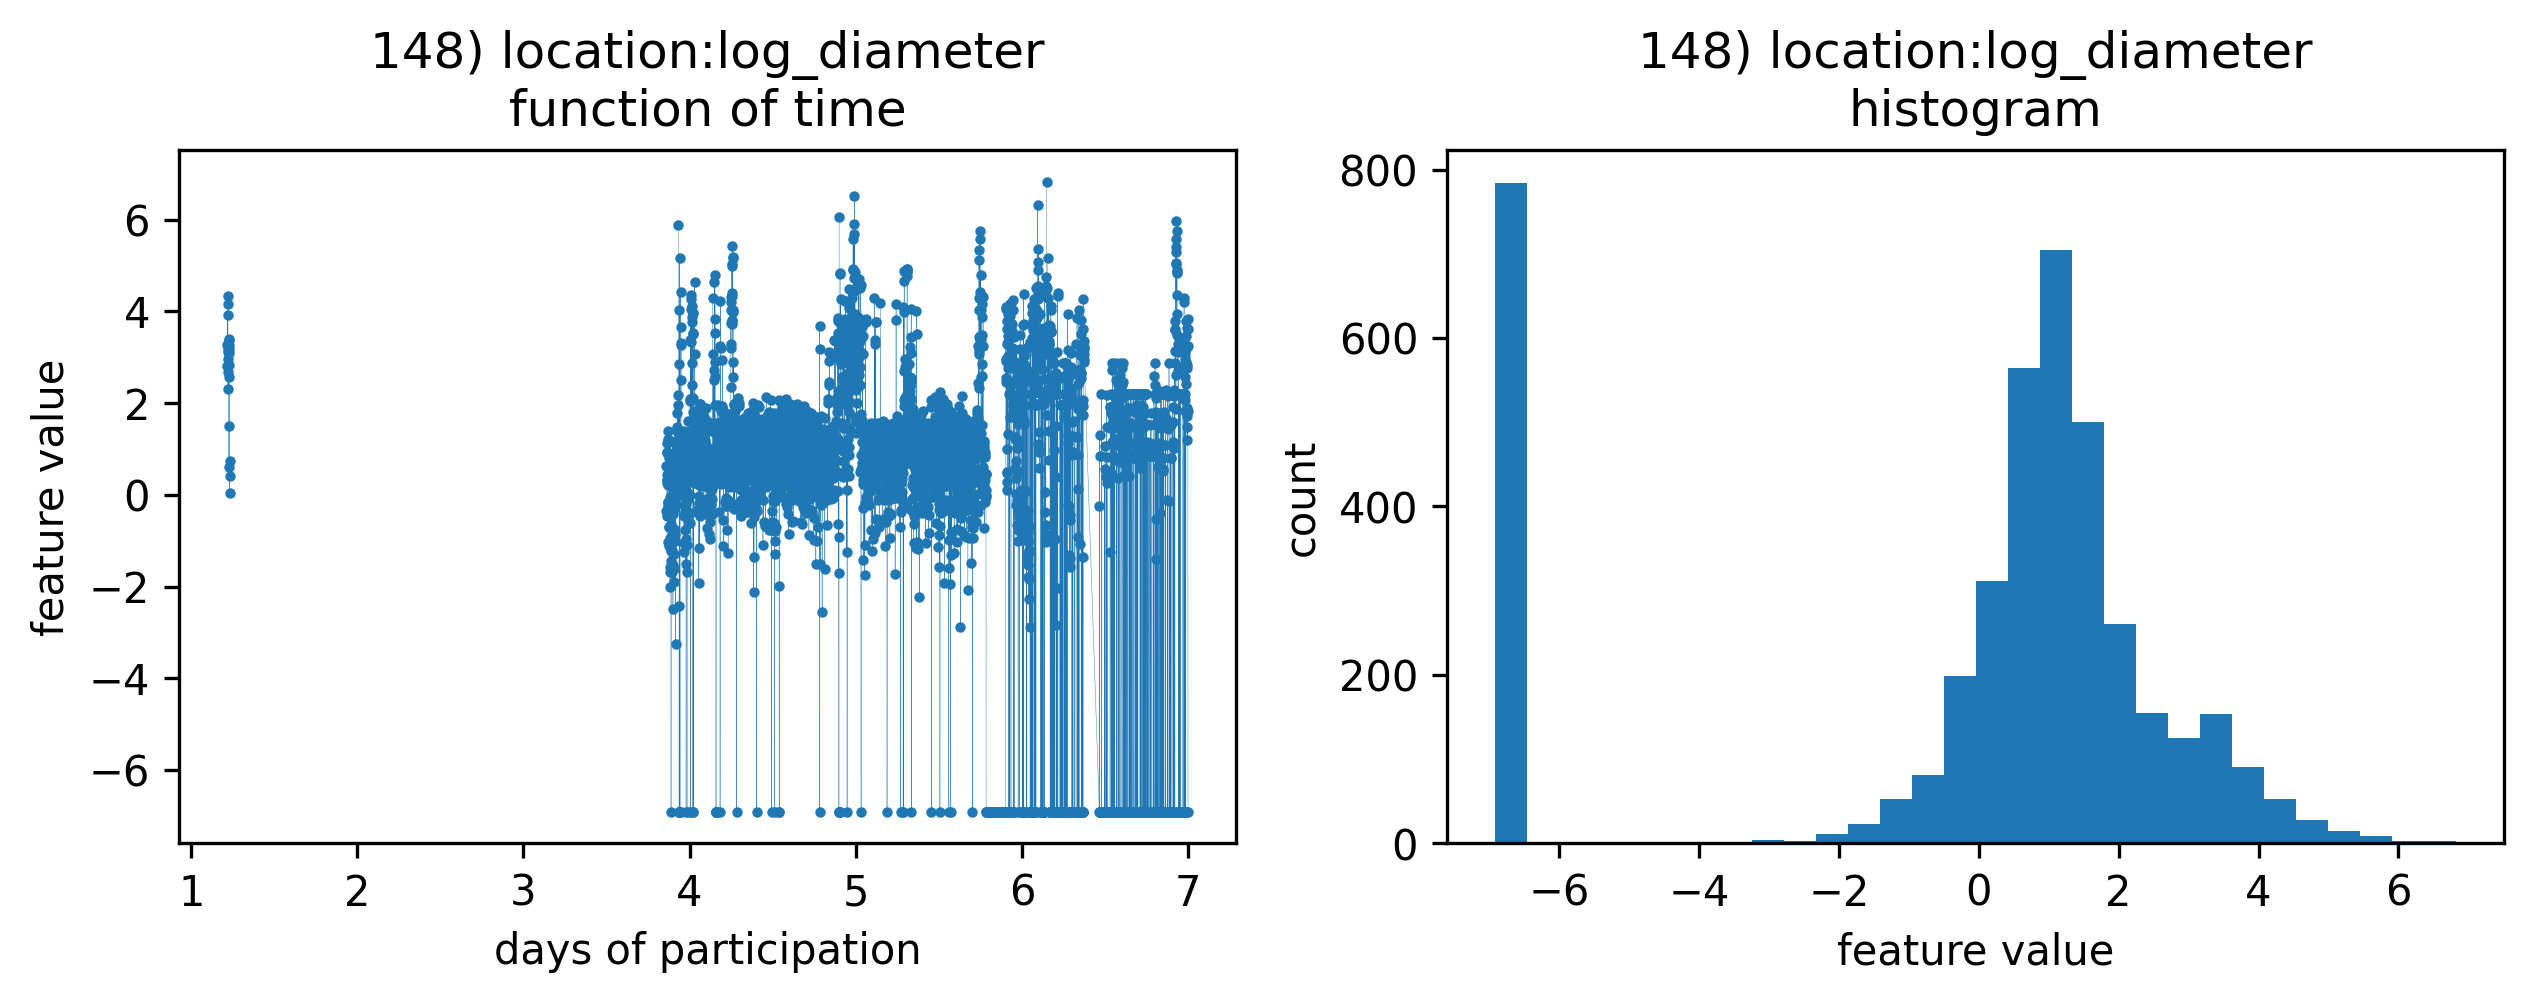 148) location:log_diameter
function of time
feature value
6
4
2
0
−2
−4
−6
1 2 3 4 5 6 7
days of participation
148) location:log_diameter
histogram
count
800
600
400
200
0
−6 −4 −2 0 2 4 6
feature value